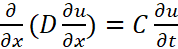 ∂/∂x (D ∂u/∂x) = C ∂u/∂t